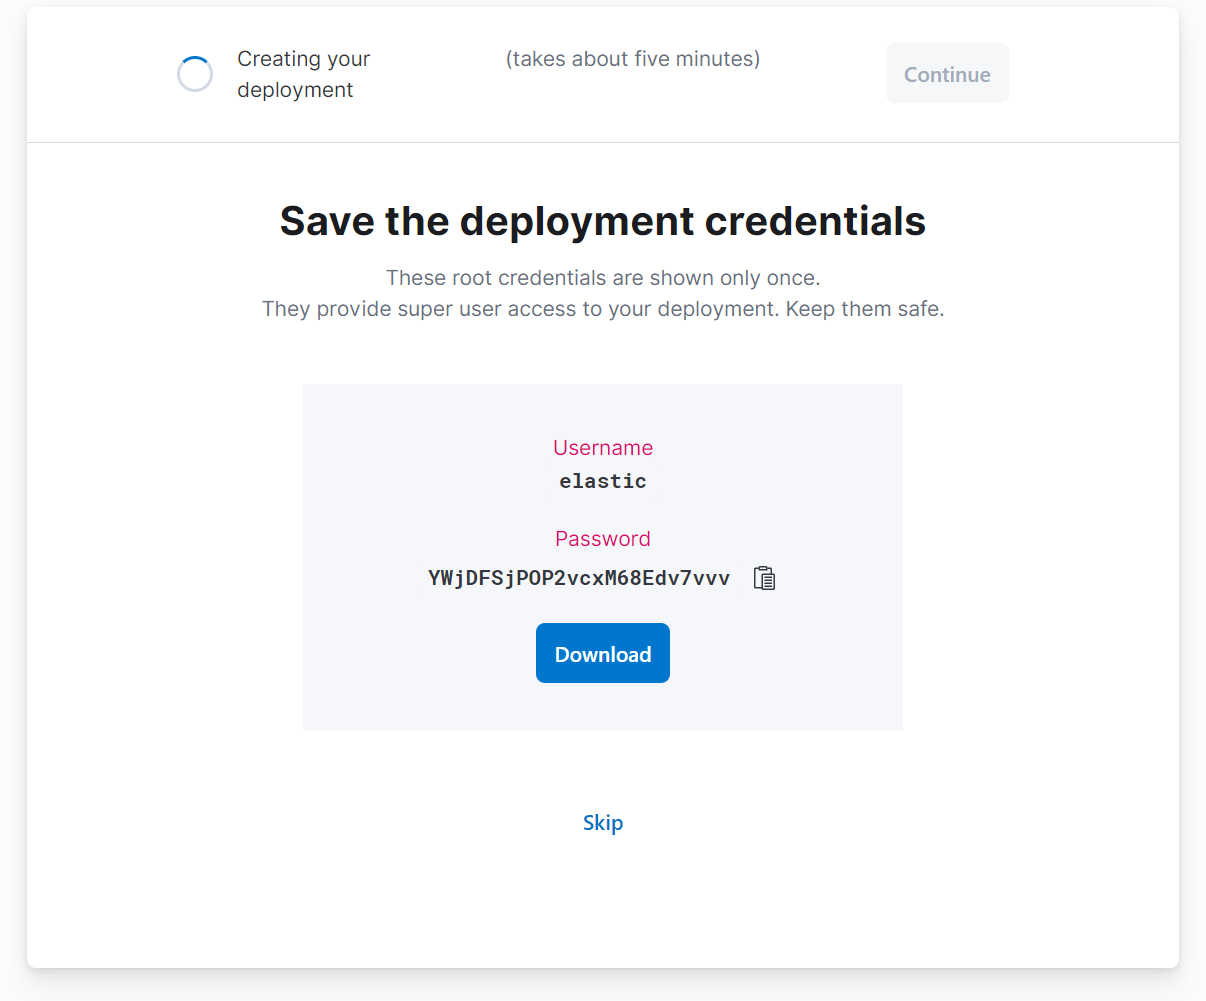 Creating your
deployment
(takes about five minutes)
Continue
Save the deployment credentials
These root credentials are shown only once.
They provide super user access to your deployment. Keep them safe.
Username
elastic
Password
YWjDFSjPOP2vcxM68Edv7vvv
Download
Skip